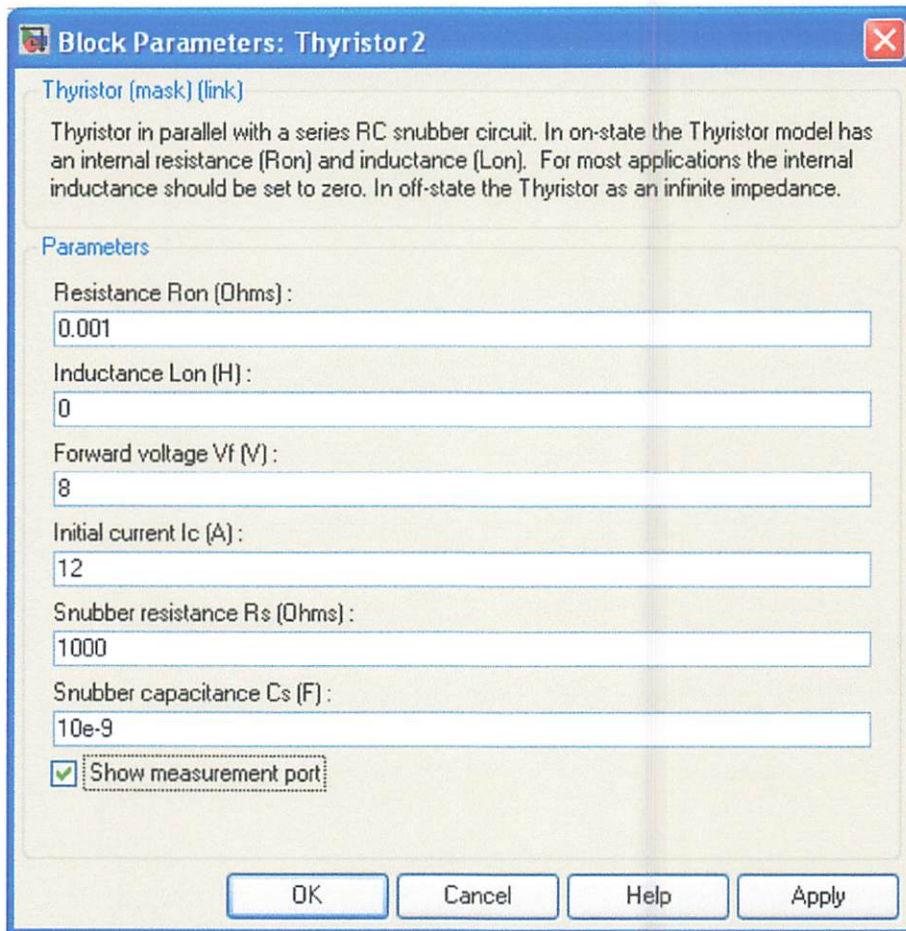 Block Parameters: Thyristor2
Thyristor (mask) (link)
Thyristor in parallel with a series RC snubber circuit. In on-state the Thyristor model has
an internal resistance (Ron) and inductance (Lon). For most applications the internal
inductance should be set to zero. In off-state the Thyristor as an infinite impedance.
Parameters
Resistance Ron (Ohms) :
0.001
Inductance Lon (H) :
0
Forward voltage Vf (V) :
8
Initial current Ic (A) :
12
Snubber resistance Rs (Ohms) :
1000
Snubber capacitance Cs (F) :
10e-9
Show measurement port
OK
Cancel
Help
Apply